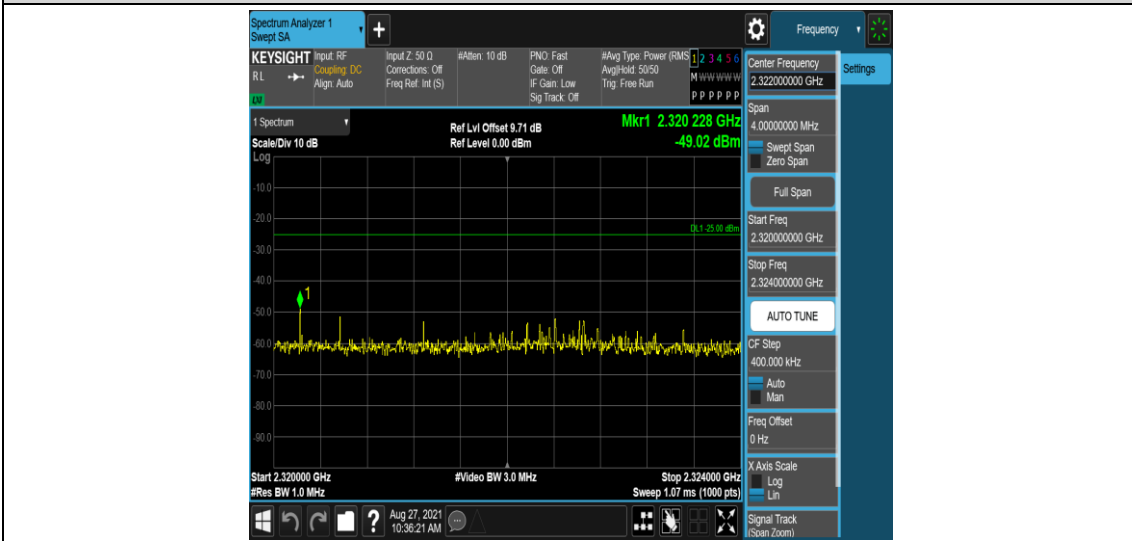 Spectrum Analyzer 1
Swept SA
+
Frequency
KEYSIGHT
RL
LXI
Input: RF
Coupling: DC
Align: Auto
Input Z: 50 Ω
Corrections: Off
Freq Ref: Int (S)
#Atten: 10 dB
PNO: Fast
Gate: Off
IF Gain: Low
Sig Track: Off
#Avg Type: Power (RMS
Avg|Hold: 50/50
Trig: Free Run
1 2 3 4 5 6
M W W W W W
P P P P P P
1 Spectrum
Scale/Div 10 dB
Log
Ref Lvl Offset 9.71 dB
Ref Level 0.00 dBm
Mkr1 2.320 228 GHz
-49.02 dBm
-10.0
-20.0
DL1 -25.00 dBm
-30.0
-40.0
1
-50.0
-60.0
-70.0
-80.0
-90.0
Start 2.320000 GHz
#Res BW 1.0 MHz
#Video BW 3.0 MHz
Stop 2.324000 GHz
Sweep 1.07 ms (1000 pts)
Center Frequency
2.322000000 GHz
Settings
Span
4.00000000 MHz
Swept Span
Zero Span
Full Span
Start Freq
2.320000000 GHz
Stop Freq
2.324000000 GHz
AUTO TUNE
CF Step
400.000 kHz
Auto
Man
Freq Offset
0 Hz
X Axis Scale
Log
Lin
Signal Track
(Span Zoom)
?
Aug 27, 2021
10:36:21 AM